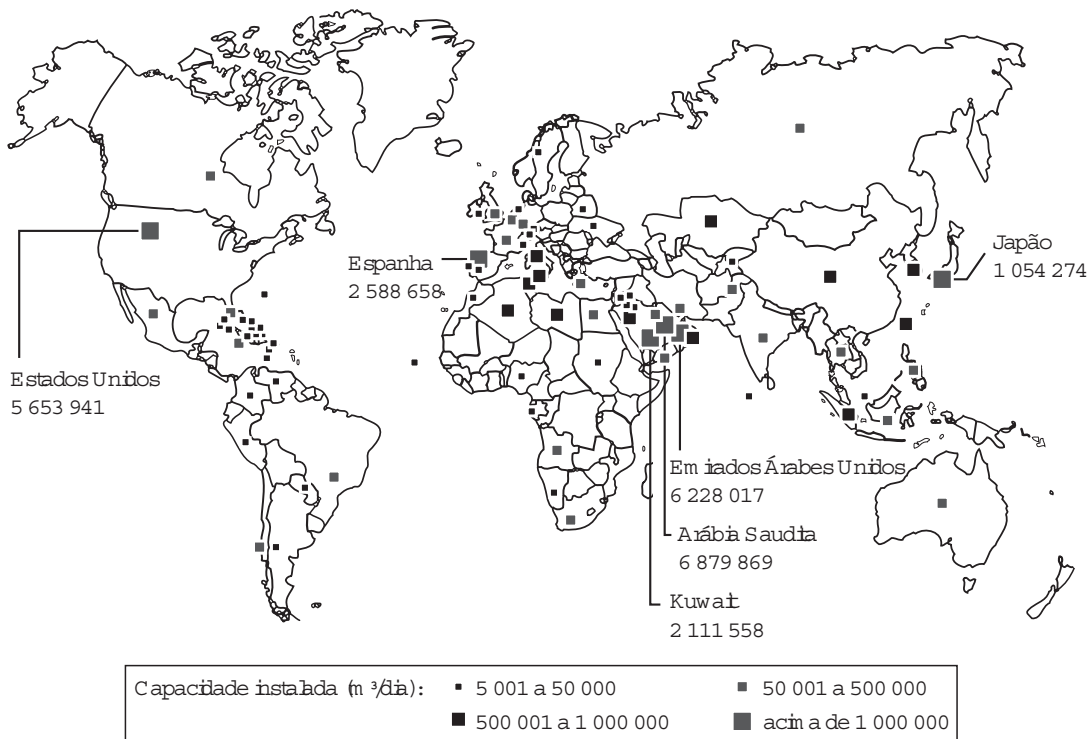 Espanha
2 588 658
Japão
1 054 274
Estados Unidos
5 653 941
Emirados Árabes Unidos
6 228 017
Arábia Saudita
6 879 869
Kuwait
2 111 558
Capacidade instalada (m³/dia):
5 001 a 50 000
50 001 a 500 000
500 001 a 1 000 000
acima de 1 000 000